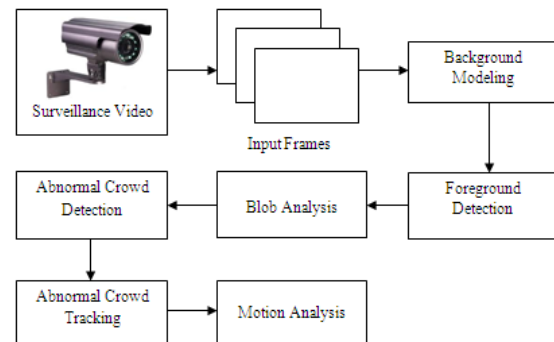 Surveillance Video
Input Frames
Background
Modeling
Foreground
Detection
Blob Analysis
Abnormal Crowd
Detection
Abnormal Crowd
Tracking
Motion Analysis